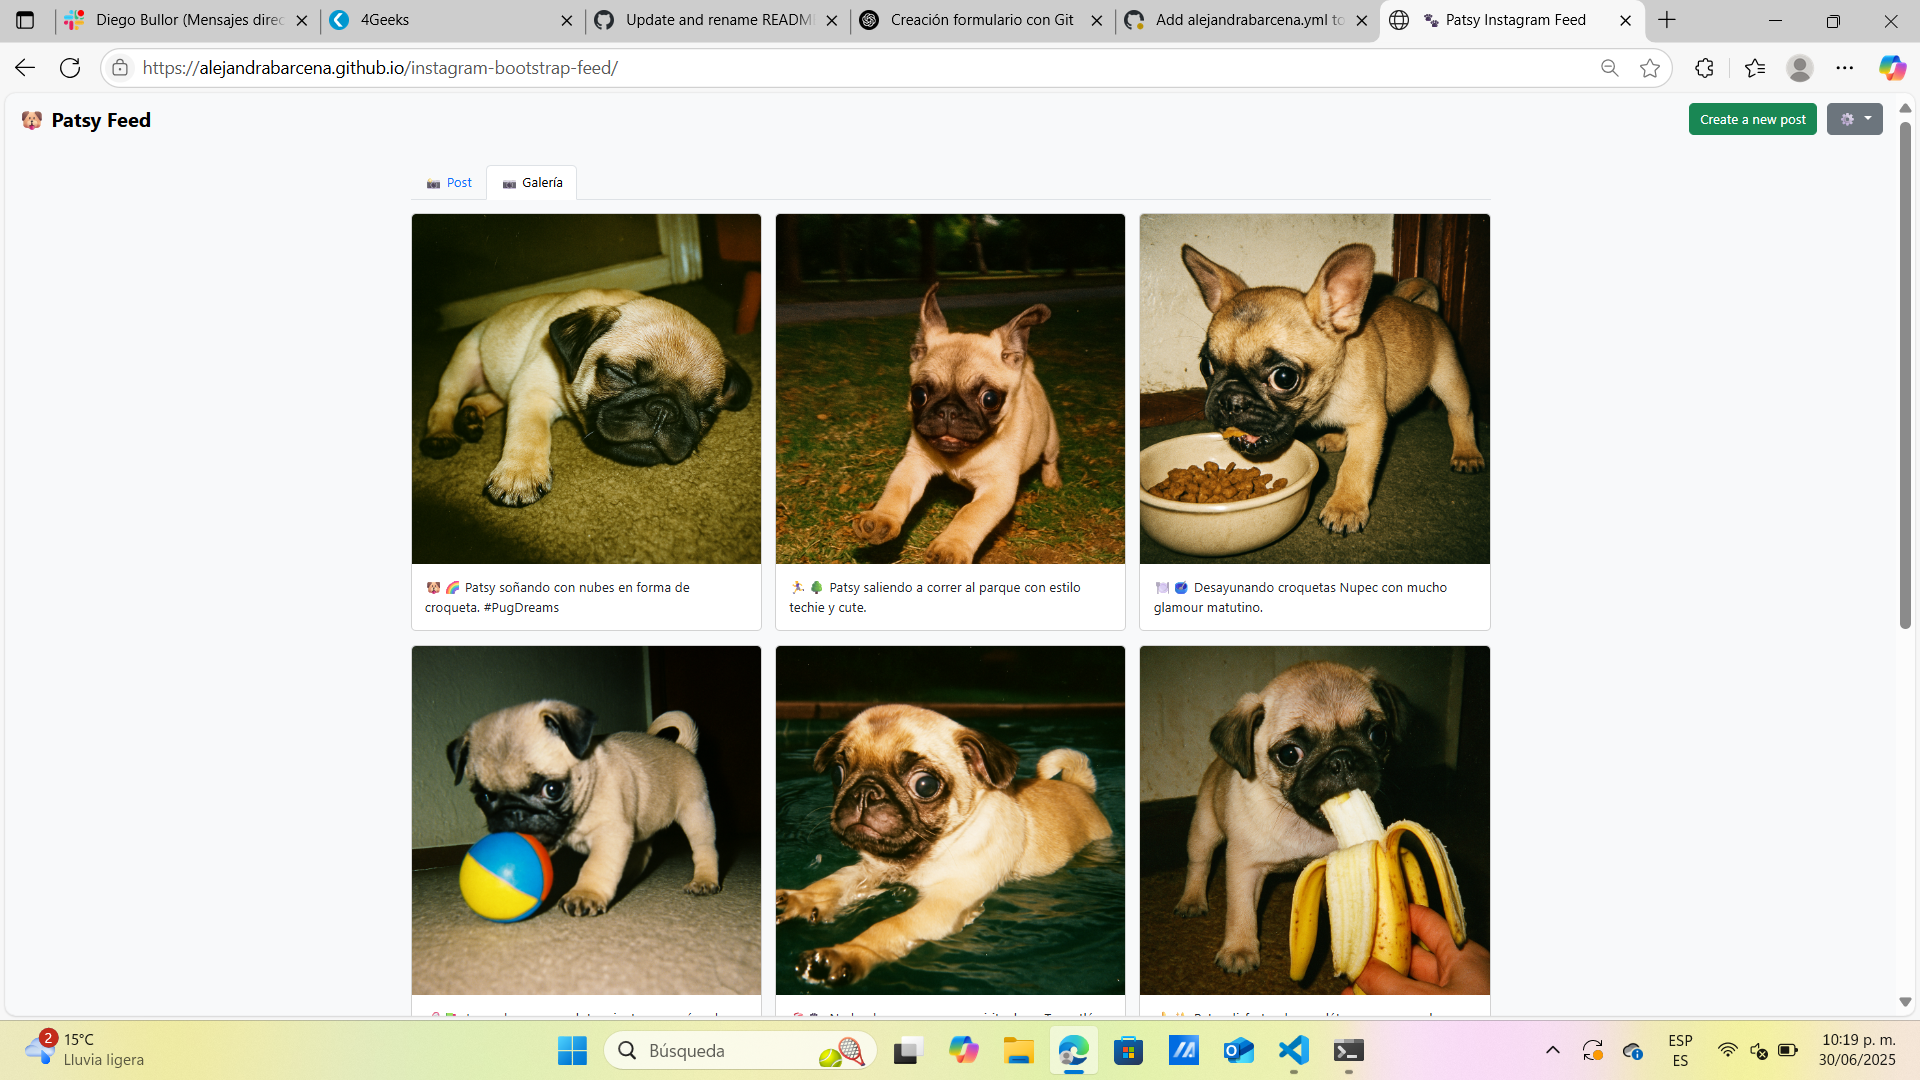 Diego Bullor (Mensajes direc
4Geeks
Update and rename READM
Creación formulario con Git
Add alejandrabarcena.yml to
🐾 Patsy Instagram Feed
https://alejandrabarcena.github.io/instagram-bootstrap-feed/
🐶 Patsy Feed
Create a new post
📸 Post
📷 Galería
🐶🌈 Patsy soñando con nubes en forma de
croqueta. #PugDreams
🏃‍♀️🌳 Patsy saliendo a correr al parque con estilo
techie y cute.
🍽️🥣 Desayunando croquetas Nupec con mucho
glamour matutino.
2
15°C
Lluvia ligera
Búsqueda
ESP
ES
10:19 p. m.
30/06/2025